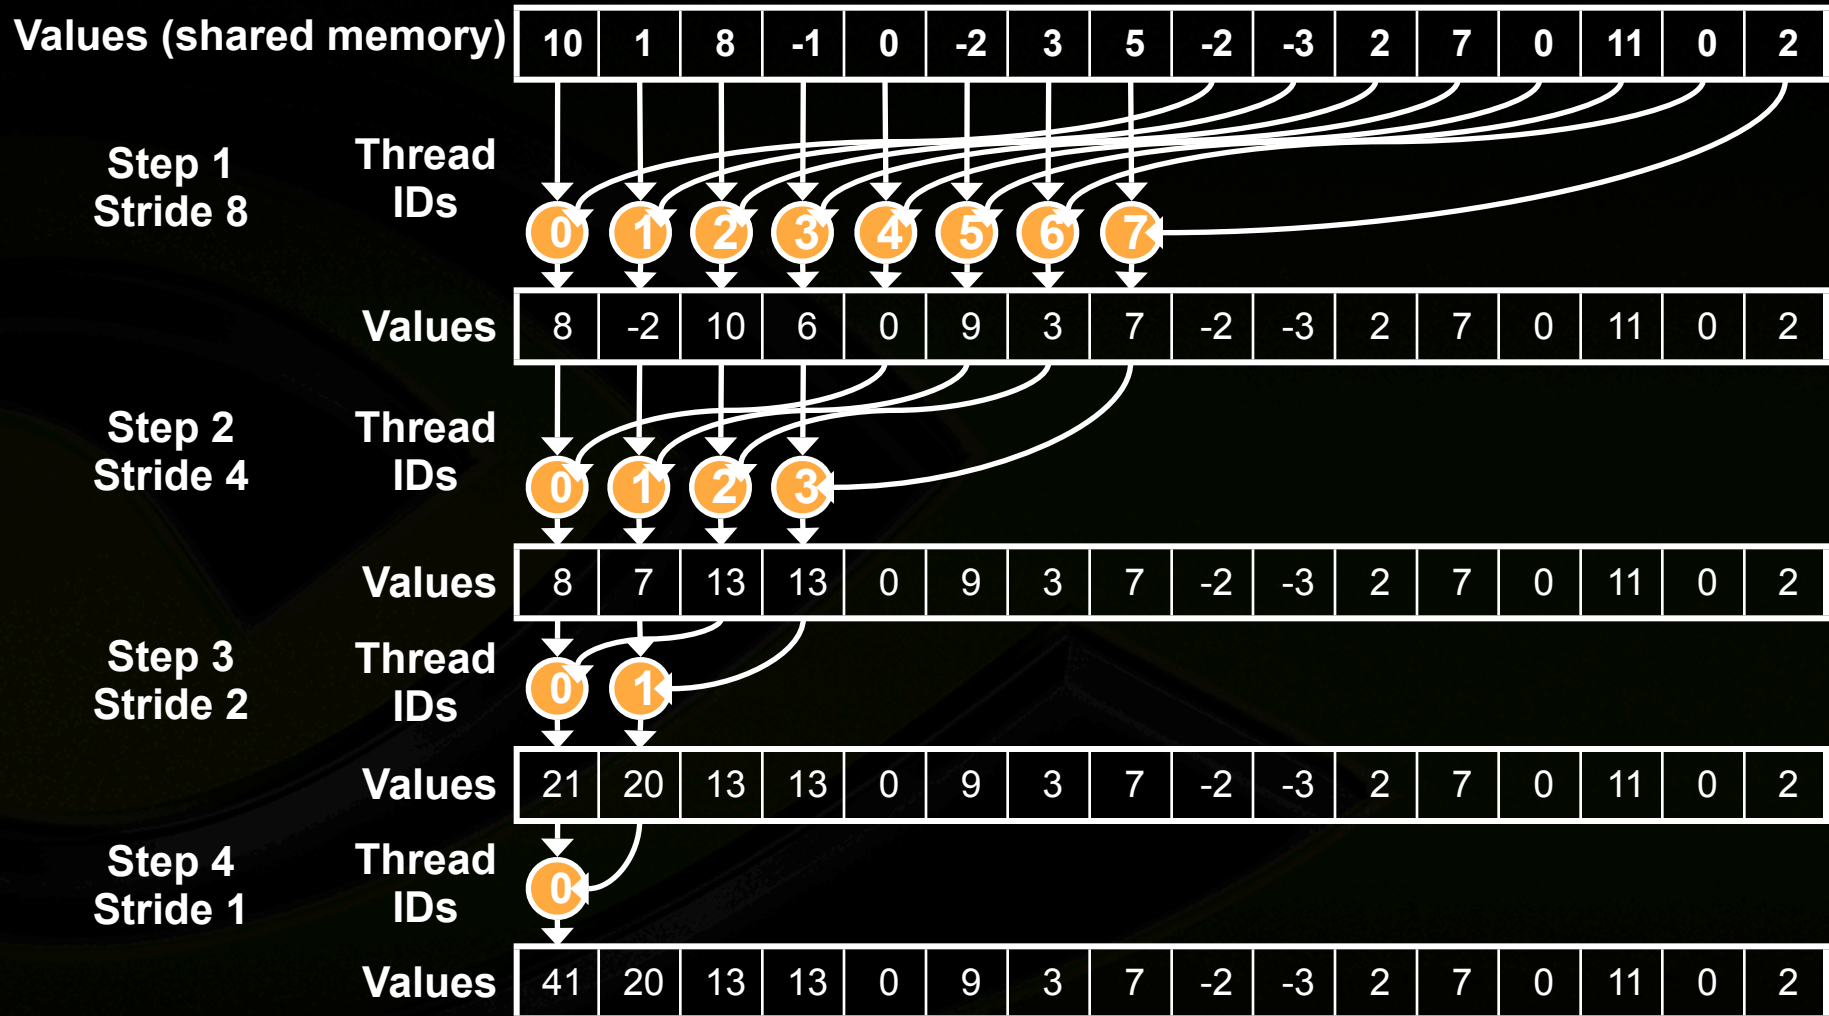 Values (shared memory) 10 1 8 -1 0 -2 3 5 -2 -3 2 7 0 11 0 2
Step 1 Thread
Stride 8 IDs
0 1 2 3 4 5 6 7
Values 8 -2 10 6 0 9 3 7 -2 -3 2 7 0 11 0 2
Step 2 Thread
Stride 4 IDs
0 1 2 3
Values 8 7 13 13 0 9 3 7 -2 -3 2 7 0 11 0 2
Step 3 Thread
Stride 2 IDs
0 1
Values 21 20 13 13 0 9 3 7 -2 -3 2 7 0 11 0 2
Step 4 Thread
Stride 1 IDs
0
Values 41 20 13 13 0 9 3 7 -2 -3 2 7 0 11 0 2